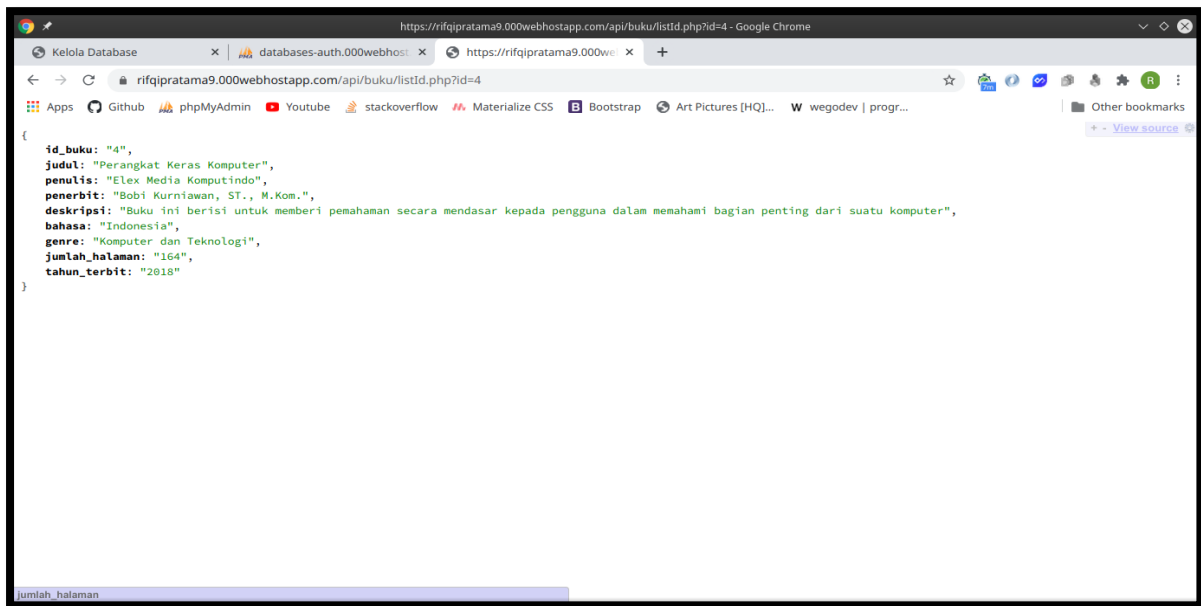 https://rifqipratama9.000webhostapp.com/api/buku/listId.php?id=4 - Google Chrome
Kelola Database
databases-auth.000webhost
https://rifqipratama9.000we
rifqipratama9.000webhostapp.com/api/buku/listId.php?id=4
7m
R
Apps Github phpMyAdmin Youtube stackoverflow Materialize CSS Bootstrap Art Pictures [HQ]... wegodev | progr... Other bookmarks
+ - View source
{
id_buku: "4",
judul: "Perangkat Keras Komputer",
penulis: "Elex Media Komputindo",
penerbit: "Bobi Kurniawan, ST., M.Kom.",
deskripsi: "Buku ini berisi untuk memberi pemahaman secara mendasar kepada pengguna dalam memahami bagian penting dari suatu komputer",
bahasa: "Indonesia",
genre: "Komputer dan Teknologi",
jumlah_halaman: "164",
tahun_terbit: "2018"
}
jumlah_halaman